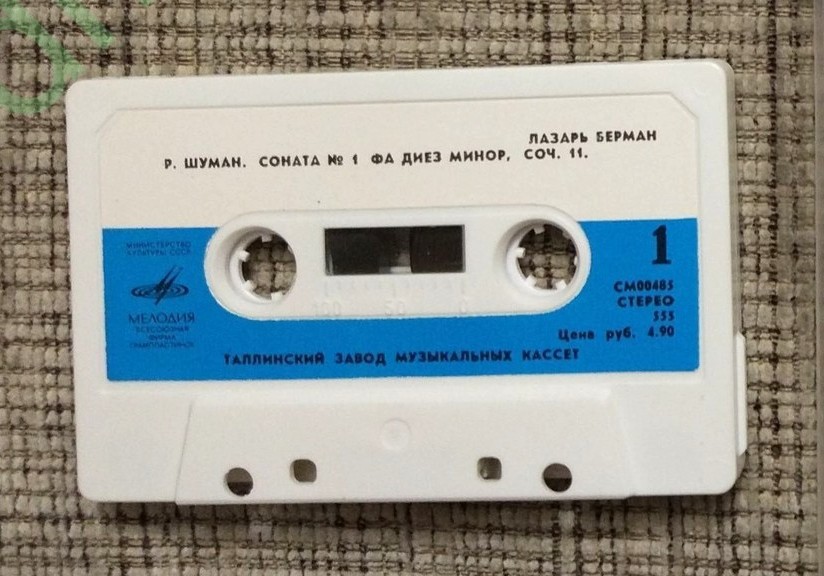 ЛАЗАРЬ БЕРМАН
Р. ШУМАН. СОНАТА № 1 ФА ДИЕЗ МИНОР, СОЧ. 11.
МИНИСТЕРСТВО
КУЛЬТУРЫ СССР
МЕЛОДИЯ
ВСЕСОЮЗНАЯ
ФИРМА
ГРАМПЛАСТИНОК
1
СМ00485
СТЕРЕО
555
Цена руб. 4.90
100 50 0
ТАЛЛИНСКИЙ ЗАВОД МУЗЫКАЛЬНЫХ КАССЕТ